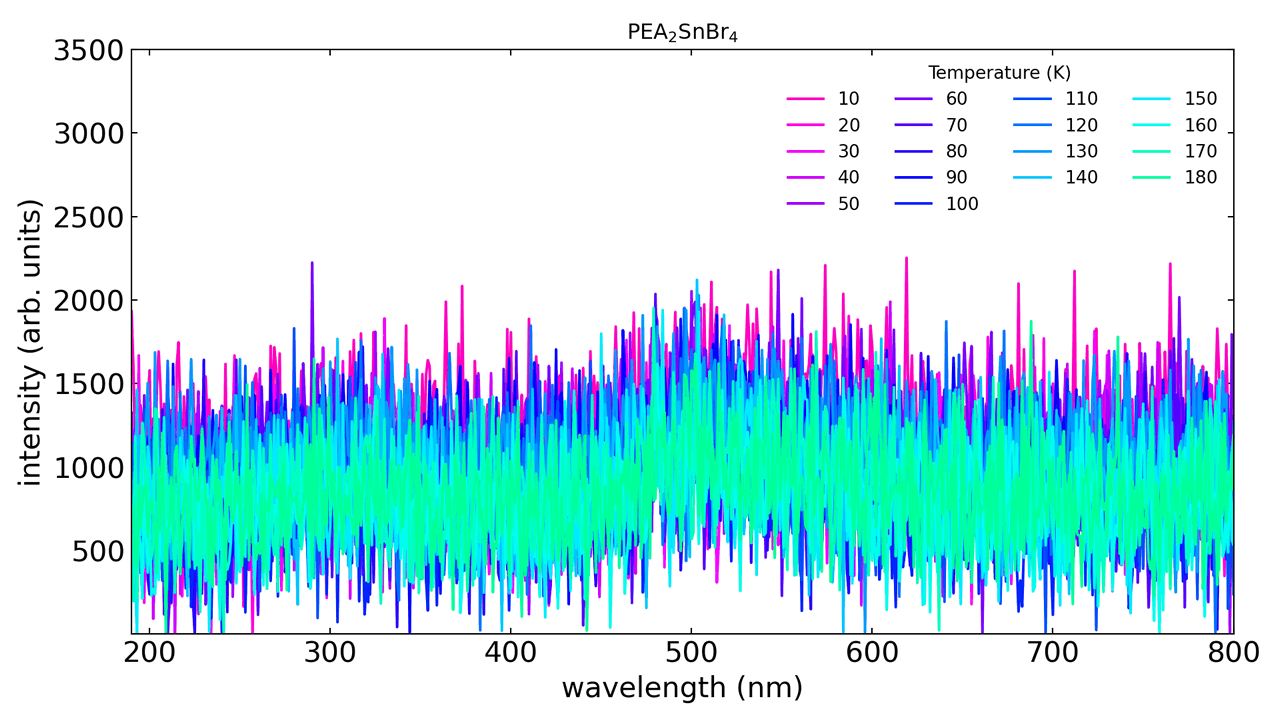 PEA₂SnBr₄
3500
3000
2500
2000
1500
1000
500
intensity (arb. units)
Temperature (K)
10 60 110 150
20 70 120 160
30 80 130 170
40 90 140 180
50 100
200 300 400 500 600 700 800
wavelength (nm)